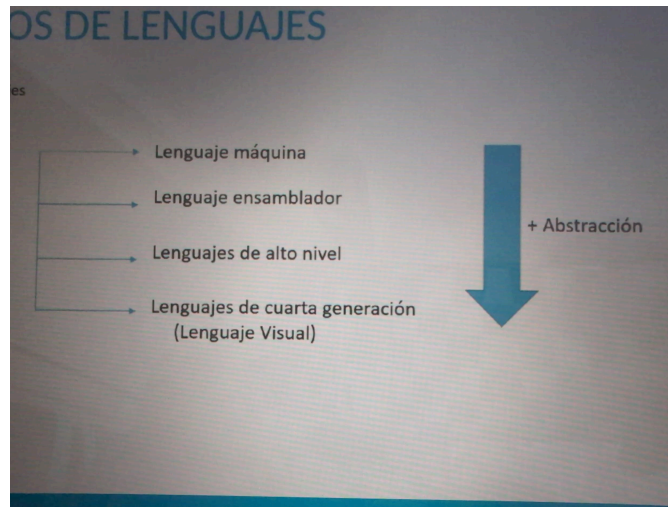 OS DE LENGUAJES
es
Lenguaje máquina
Lenguaje ensamblador
+ Abstracción
Lenguajes de alto nivel
Lenguajes de cuarta generación
(Lenguaje Visual)